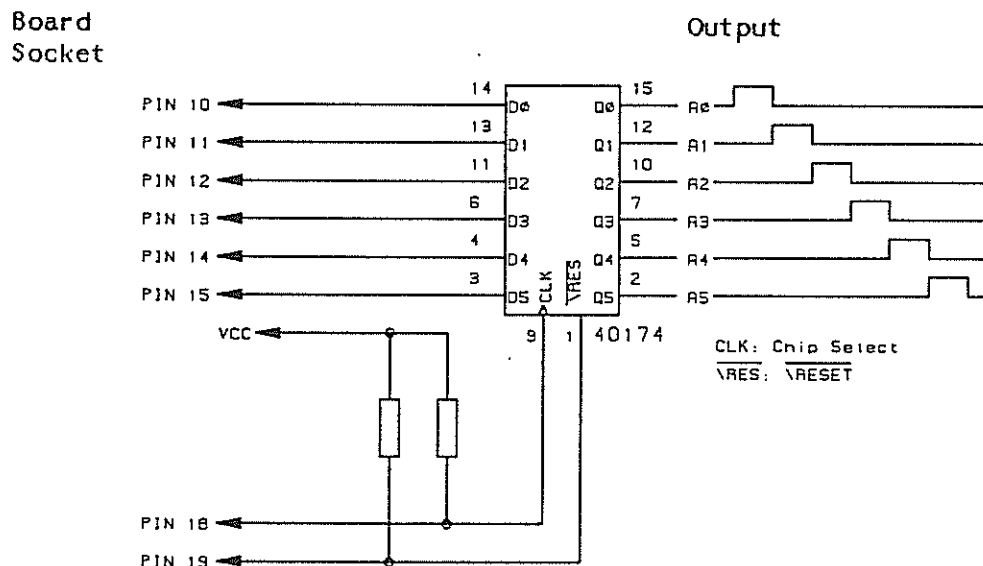 Board
Socket
Output
14
15
PIN 10
DØ
QØ
AØ
13
12
PIN 11
D1
Q1
A1
11
10
PIN 12
D2
Q2
A2
6
7
PIN 13
D3
Q3
A3
4
5
PIN 14
D4
Q4
A4
3
2
PIN 15
D5
CLK
\RES
Q5
A5
VCC
9
1
40174
CLK: Chip Select
\RES: \RESET
PIN 18
PIN 19